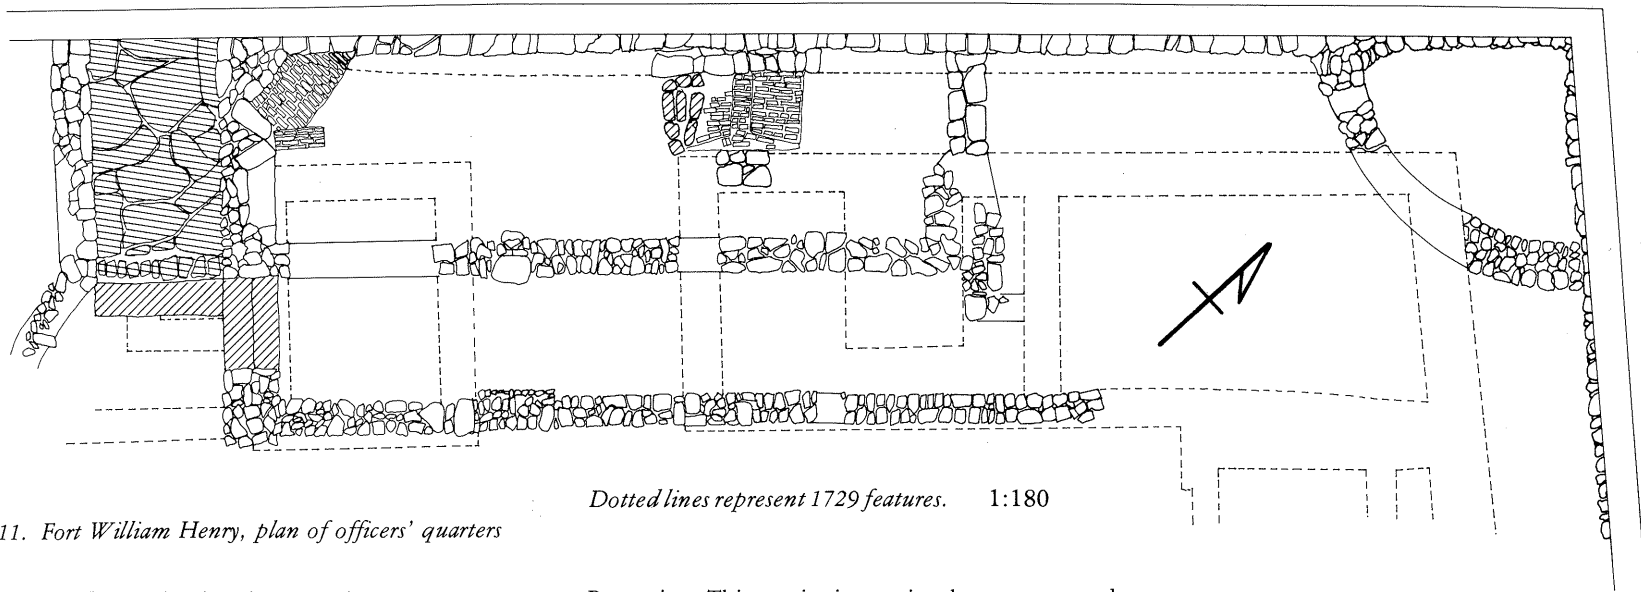 Dotted lines represent 1729 features. 1:180
11. Fort William Henry, plan of officers' quarters